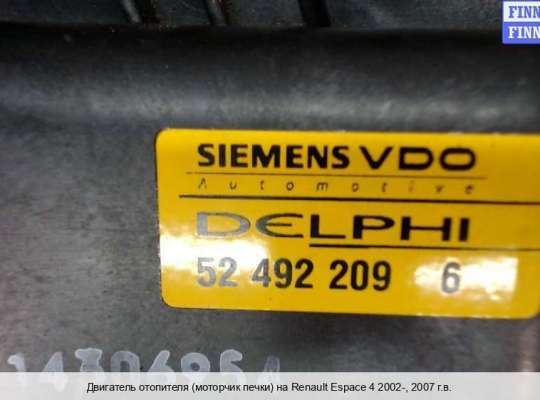 FINN
FINN
SIEMENS VDO
Automotive
DELPHI
52 492 209 6
Двигатель отопителя (моторчик печки) на Renault Espace 4 2002-, 2007 г.в.